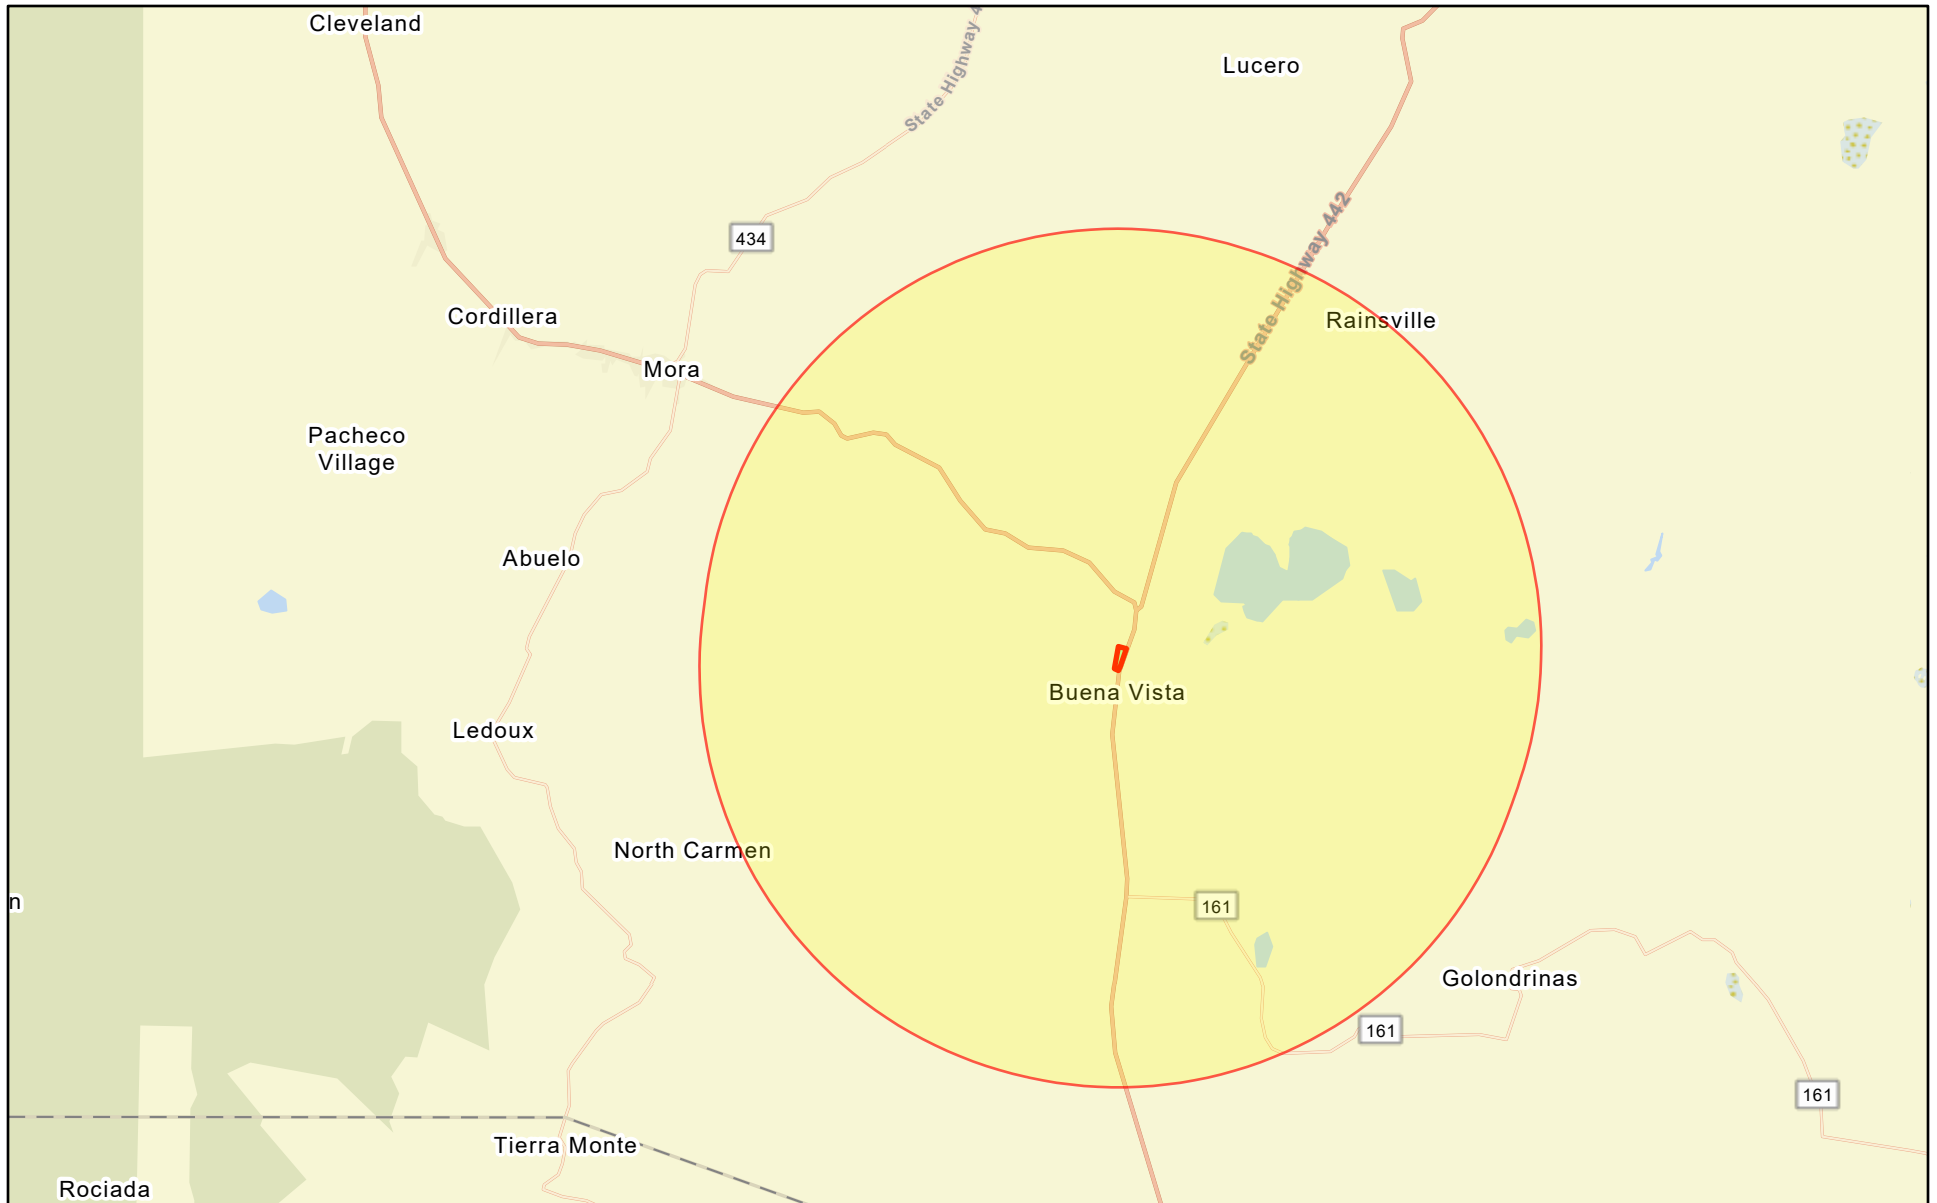 Cleveland
State Highway 4
Lucero
434
State Highway 442
Cordillera
Rainsville
Mora
Pacheco
Village
Abuelo
Buena Vista
Ledoux
North Carmen
n
161
Golondrinas
161
161
Tierra Monte
Rociada